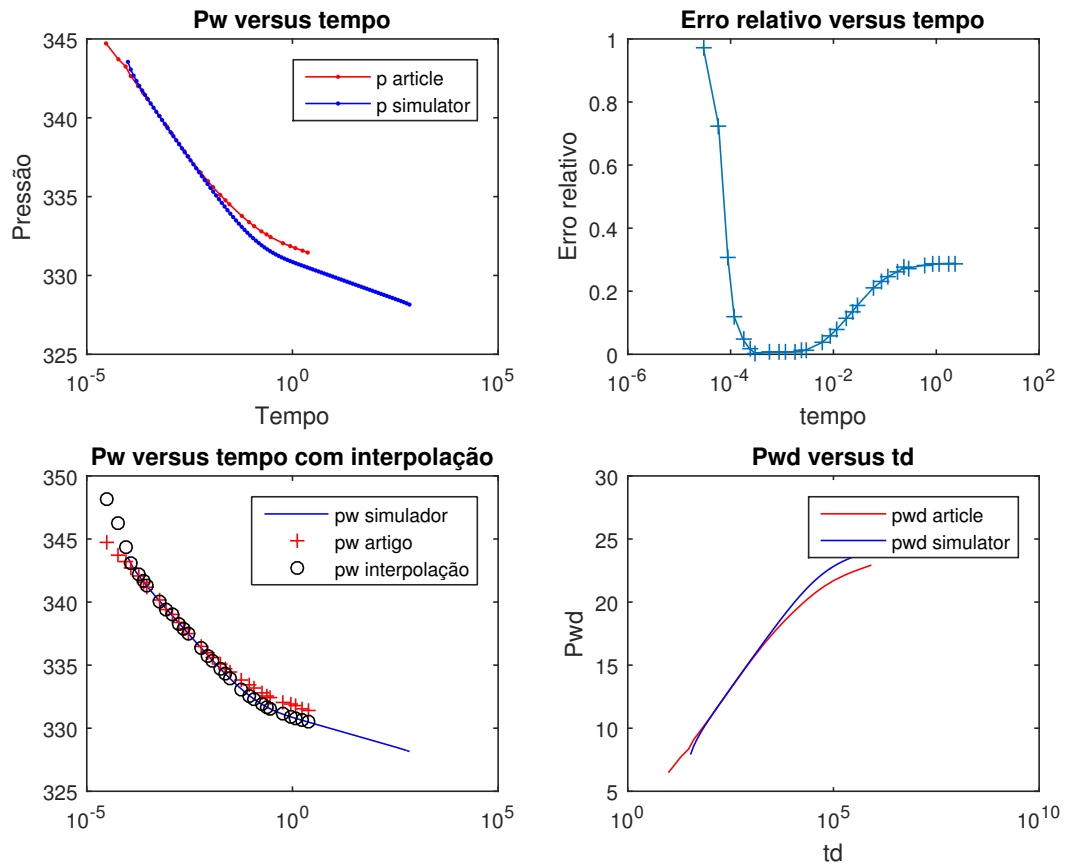 Pw versus tempo
345
340
335
330
325
Pressão
p article
p simulator
10^-5
10^0
10^5
Tempo
Erro relativo versus tempo
1
0.8
0.6
0.4
0.2
0
Erro relativo
10^-6
10^-4
10^-2
10^0
10^2
tempo
Pw versus tempo com interpolação
350
345
340
335
330
325
pw simulador
pw artigo
pw interpolação
10^-5
10^0
10^5
Pwd versus td
30
25
20
15
10
5
Pwd
pwd article
pwd simulator
10^0
10^5
10^10
td